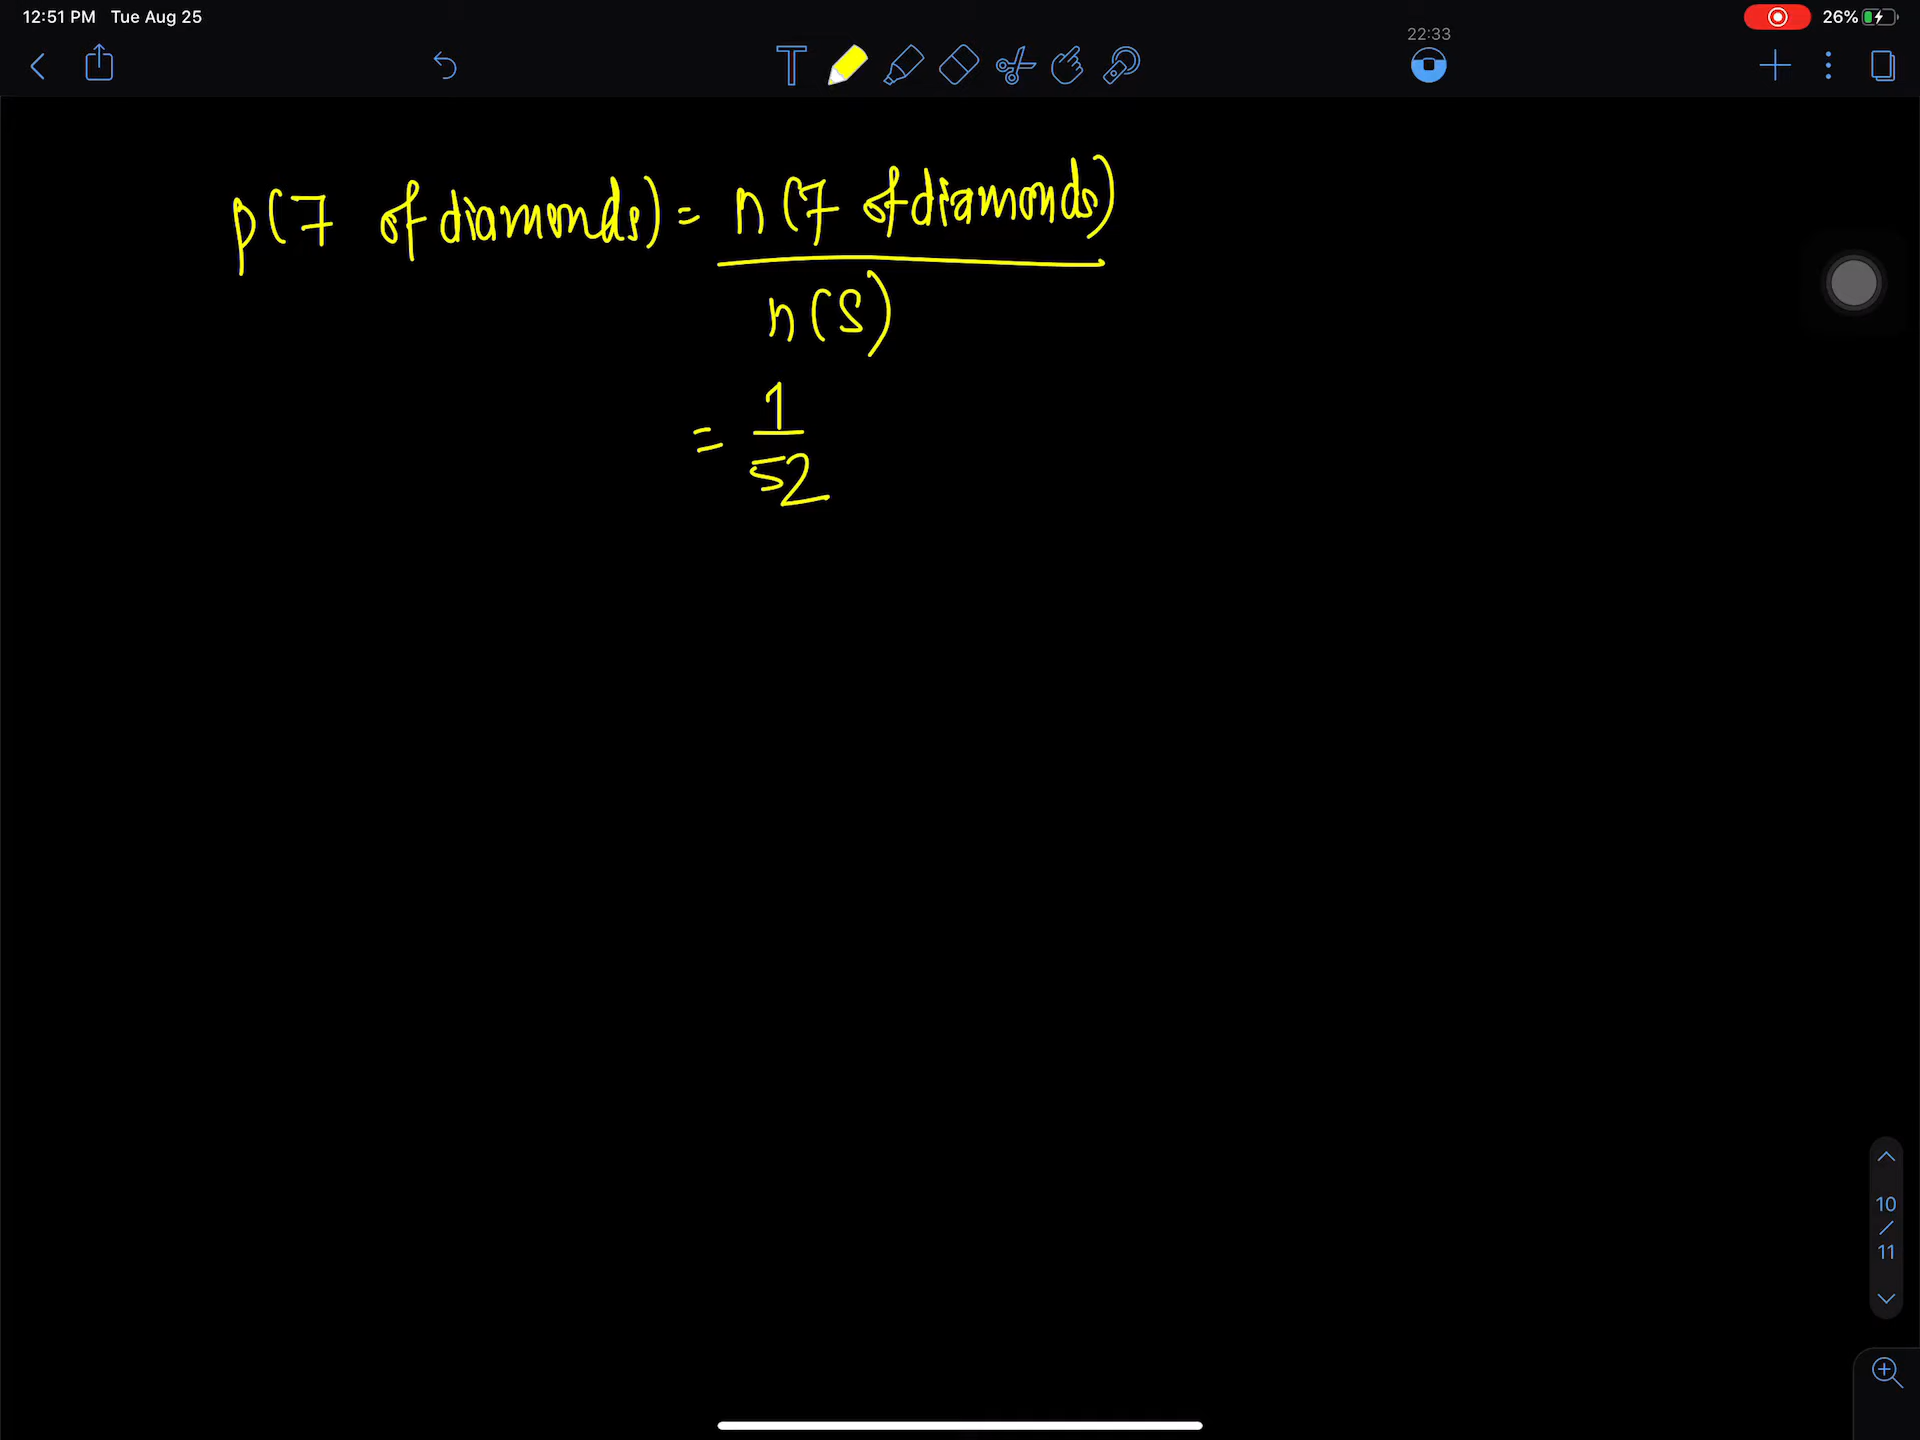 12:51 PM Tue Aug 25
26%
22:33
T
p(7 of diamonds) = n(7 of diamonds)
n(S)
= 1
52
10
/
11